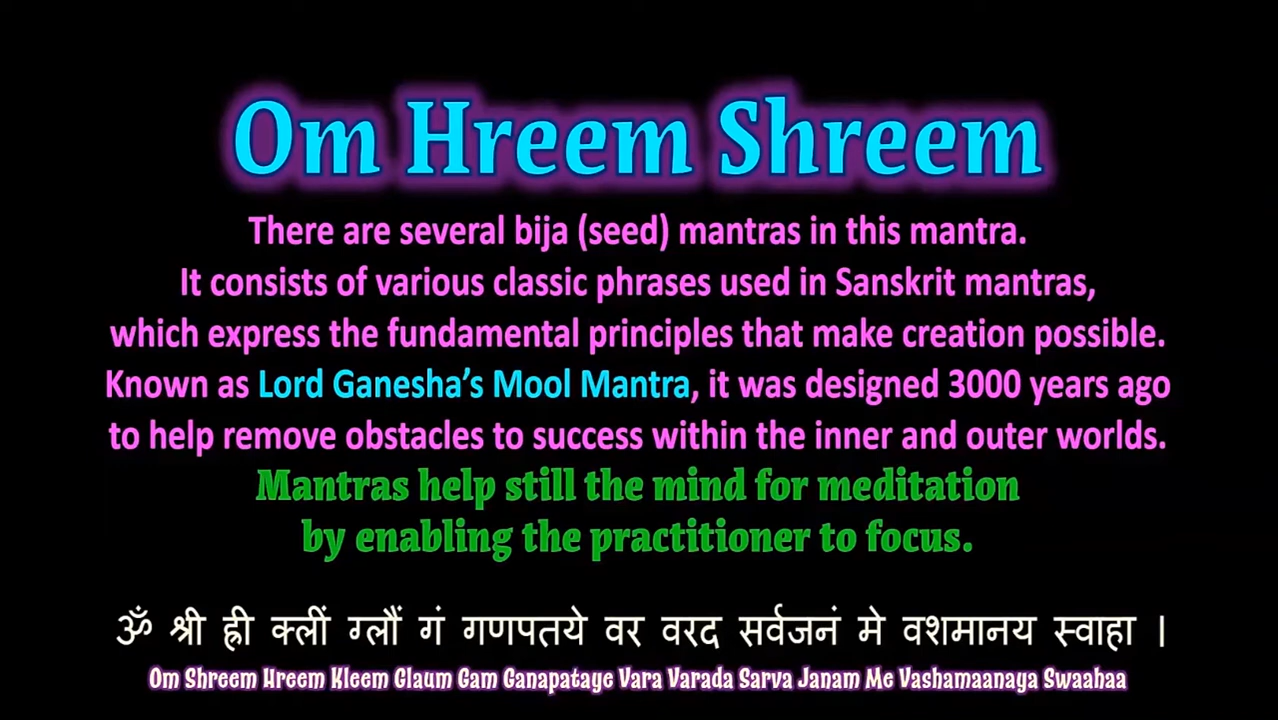 Om Hreem Shreem
There are several bija (seed) mantras in this mantra.
It consists of various classic phrases used in Sanskrit mantras,
which express the fundamental principles that make creation possible.
Known as Lord Ganesha’s Mool Mantra, it was designed 3000 years ago
to help remove obstacles to success within the inner and outer worlds.
Mantras help still the mind for meditation
by enabling the practitioner to focus.
ॐ श्री ह्री क्लीं ग्लौं गं गणपतये वर वरद सर्वजनं मे वशमानय स्वाहा ।
Om Shreem Hreem Kleem Glaum Gam Ganapataye Vara Varada Sarva Janam Me Vashamaanaya Swaahaa